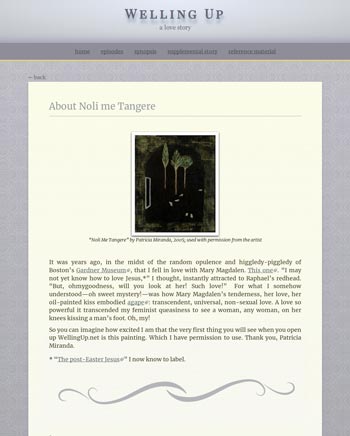 WELLING UP
a love story
home episodes synopsis supplemental story reference material
← back
About Noli me Tangere
"Noli Me Tangere" by Patricia Miranda, 2005; used with permission from the artist
It was years ago, in the midst of the random opulence and higgledy-piggledy of
Boston's Gardner Museum, that I fell in love with Mary Magdalen. This one. "I may
not yet know how to love Jesus,*" I thought, instantly attracted to Raphael's redhead.
"But, ohmygoodness, will you look at her! Such love!" For what I somehow
understood—oh sweet mystery!—was how Mary Magdalen's tenderness, her love, her
oil-painted kiss embodied agape: transcendent, universal, non-sexual love. A love so
powerful it transcended my feminist queasiness to see a woman, any woman, on her
knees kissing a man's foot. Oh, my!
So you can imagine how excited I am that the very first thing you will see when you open
up WellingUp.net is this painting. Which I have permission to use. Thank you, Patricia
Miranda.
* "The post-Easter Jesus" I now know to label.